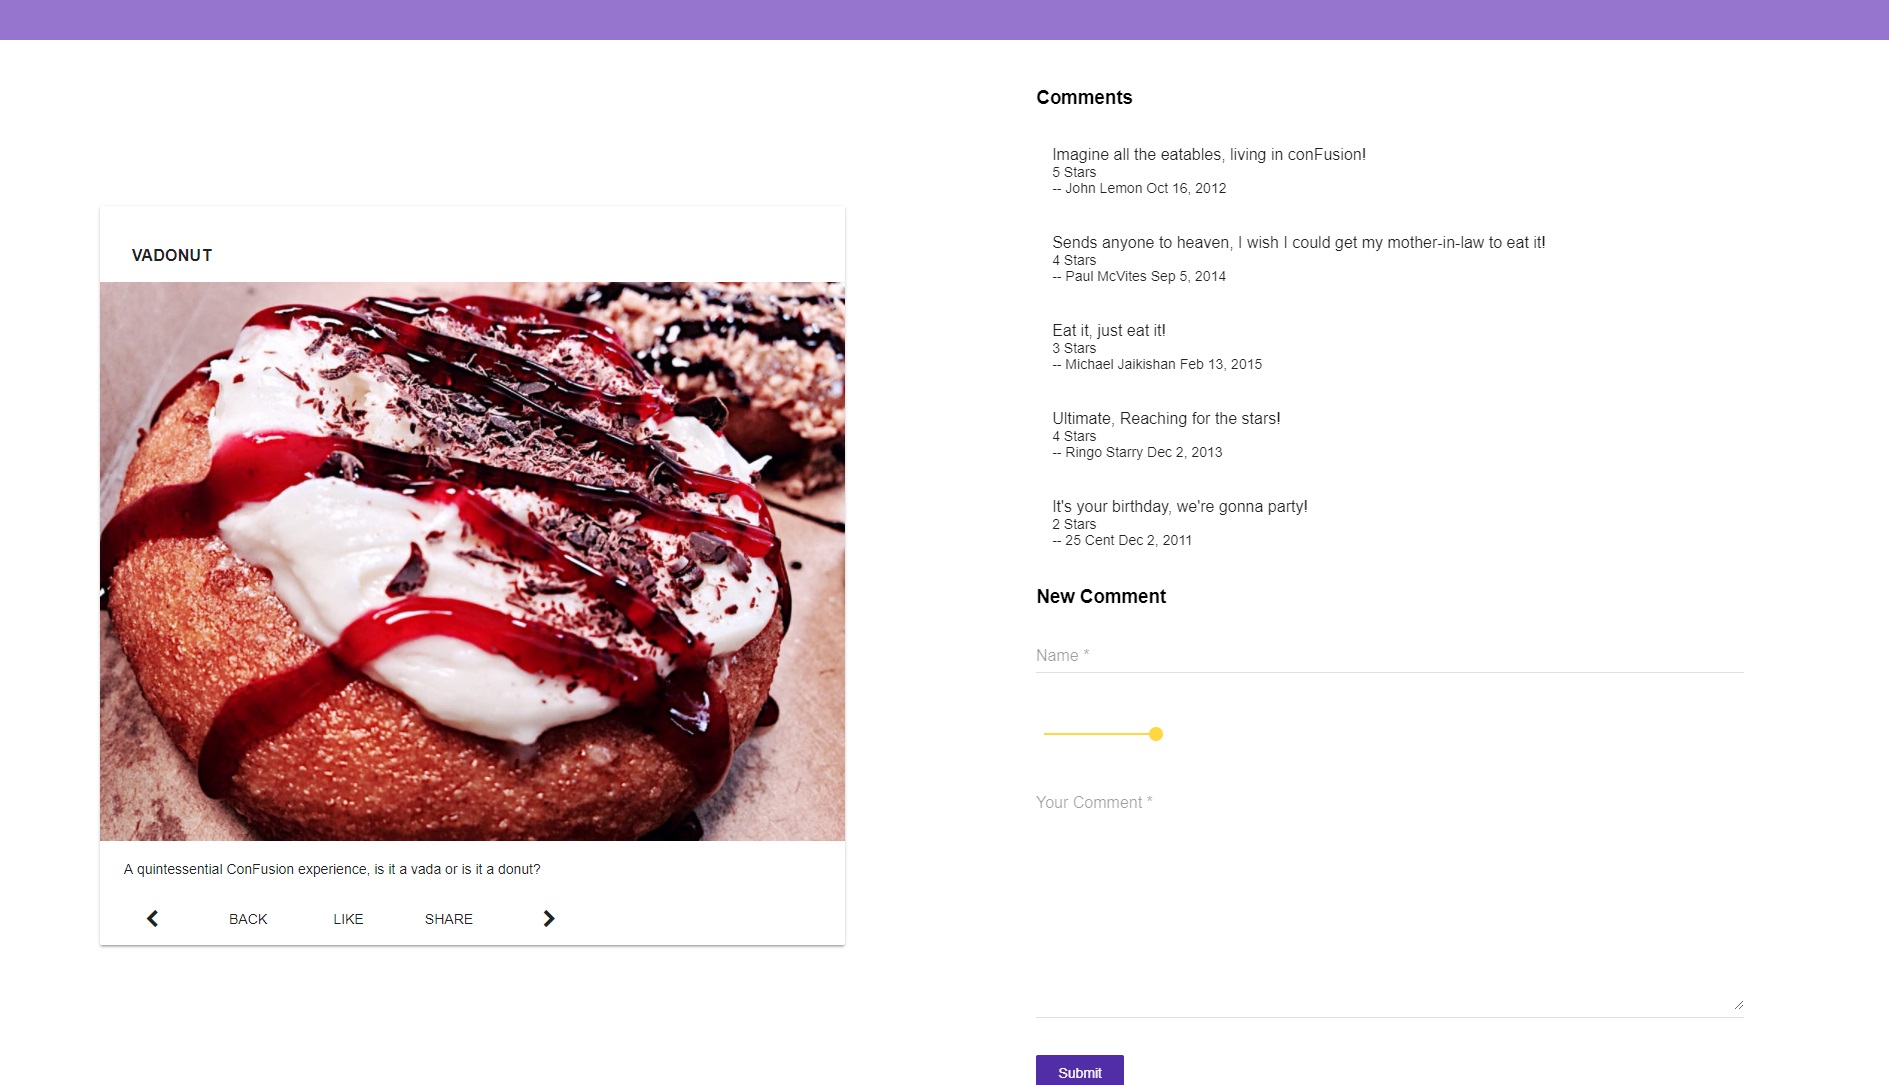 VADONUT
A quintessential ConFusion experience, is it a vada or is it a donut?
BACK LIKE SHARE
Comments
Imagine all the eatables, living in conFusion!
5 Stars
-- John Lemon Oct 16, 2012
Sends anyone to heaven, I wish I could get my mother-in-law to eat it!
4 Stars
-- Paul McVites Sep 5, 2014
Eat it, just eat it!
3 Stars
-- Michael Jaikishan Feb 13, 2015
Ultimate, Reaching for the stars!
4 Stars
-- Ringo Starry Dec 2, 2013
It's your birthday, we're gonna party!
2 Stars
-- 25 Cent Dec 2, 2011
New Comment
Name *
Your Comment *
Submit